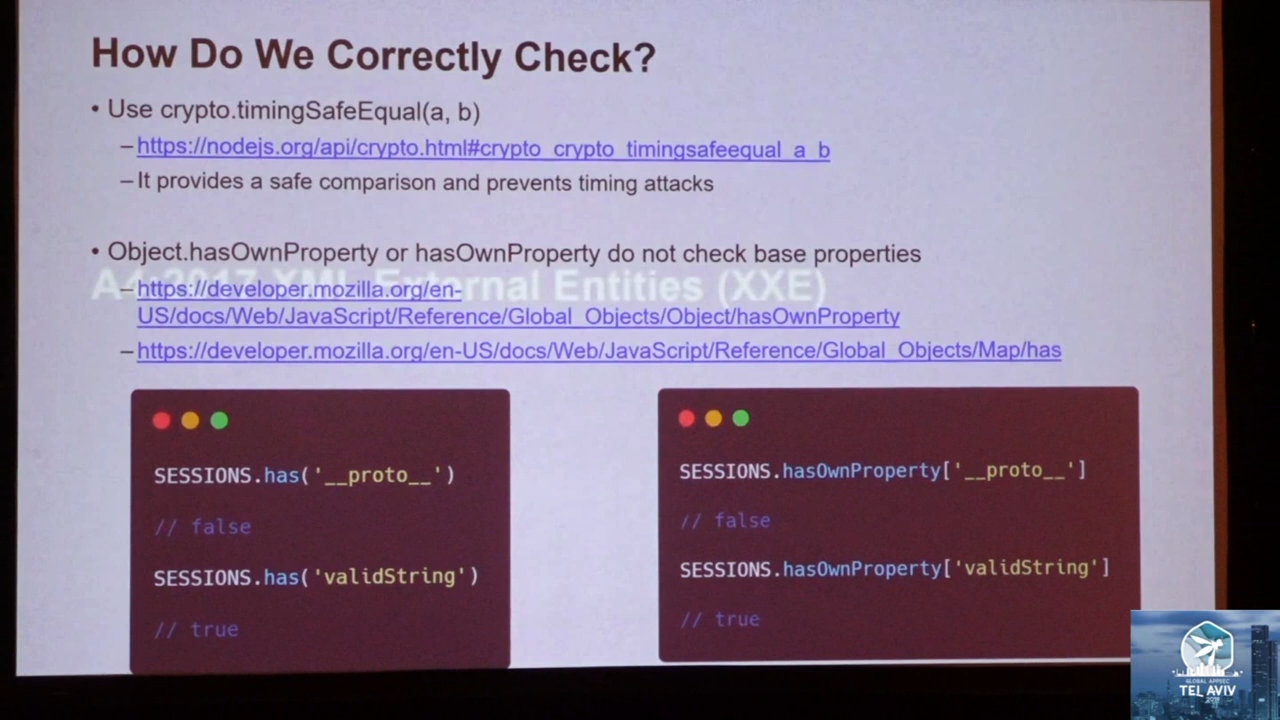 How Do We Correctly Check?
• Use crypto.timingSafeEqual(a, b)
–https://nodejs.org/api/crypto.html#crypto_crypto_timingsafeequal_a_b
–It provides a safe comparison and prevents timing attacks
• Object.hasOwnProperty or hasOwnProperty do not check base properties
A4:2017-XML External Entities (XXE)
–https://developer.mozilla.org/en-
US/docs/Web/JavaScript/Reference/Global_Objects/Object/hasOwnProperty
–https://developer.mozilla.org/en-US/docs/Web/JavaScript/Reference/Global_Objects/Map/has
SESSIONS.has('__proto__')
// false
SESSIONS.has('validString')
// true
SESSIONS.hasOwnProperty['__proto__']
// false
SESSIONS.hasOwnProperty['validString']
// true
GLOBAL APPSEC
TEL AVIV
2019